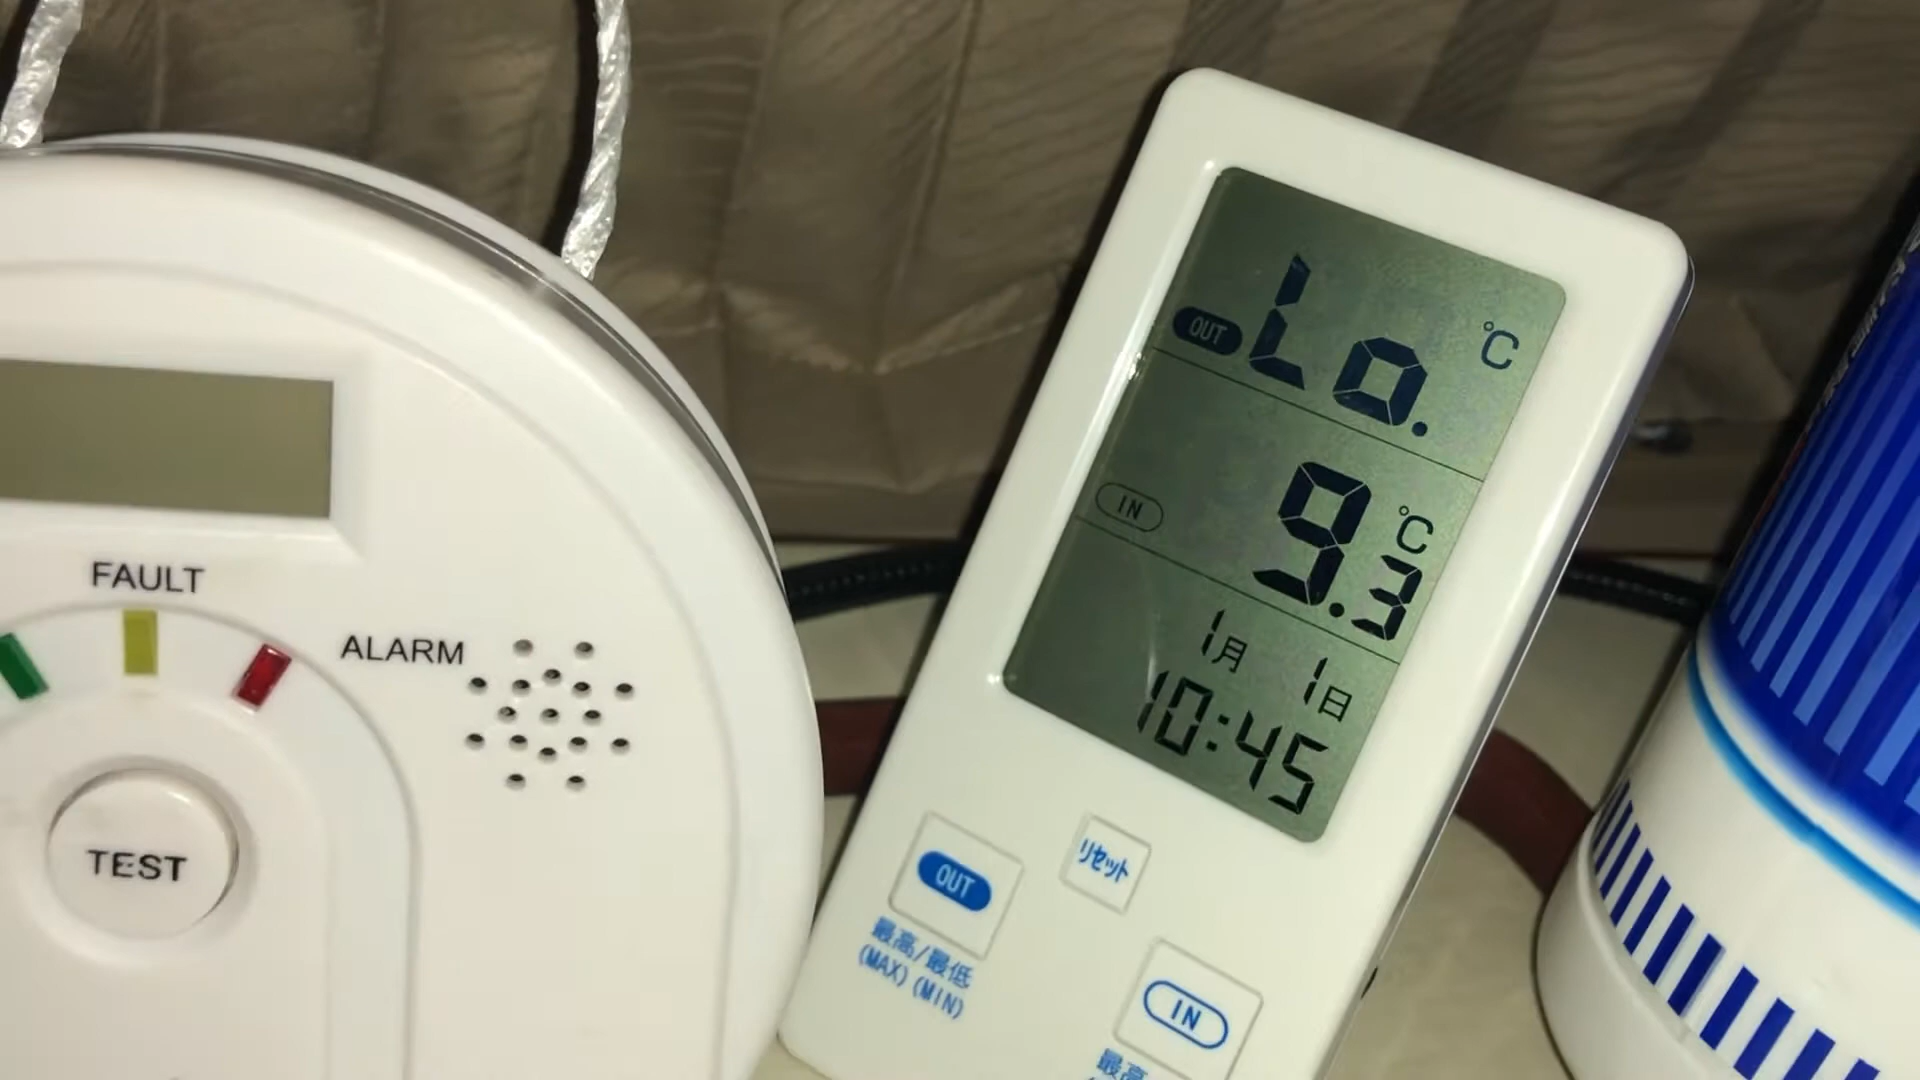 FAULT
ALARM
TEST
OUT Lo. ℃
IN 9.3 ℃
1月 1日
10:45
OUT
リセット
最高/最低
(MAX) (MIN)
IN
最高